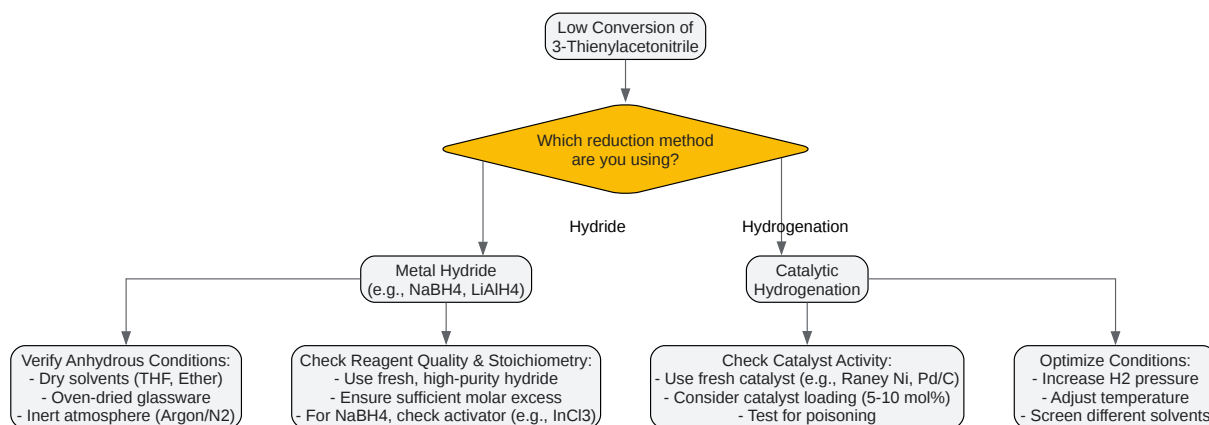 Low Conversion of
3-Thienylacetonitrile
Which reduction method
are you using?
Hydride
Hydrogenation
Metal Hydride
(e.g., NaBH4, LiAlH4)
Catalytic
Hydrogenation
Verify Anhydrous Conditions:
- Dry solvents (THF, Ether)
- Oven-dried glassware
- Inert atmosphere (Argon/N2)
Check Reagent Quality & Stoichiometry:
- Use fresh, high-purity hydride
- Ensure sufficient molar excess
- For NaBH4, check activator (e.g., InCl3)
Check Catalyst Activity:
- Use fresh catalyst (e.g., Raney Ni, Pd/C)
- Consider catalyst loading (5-10 mol%)
- Test for poisoning
Optimize Conditions:
- Increase H2 pressure
- Adjust temperature
- Screen different solvents